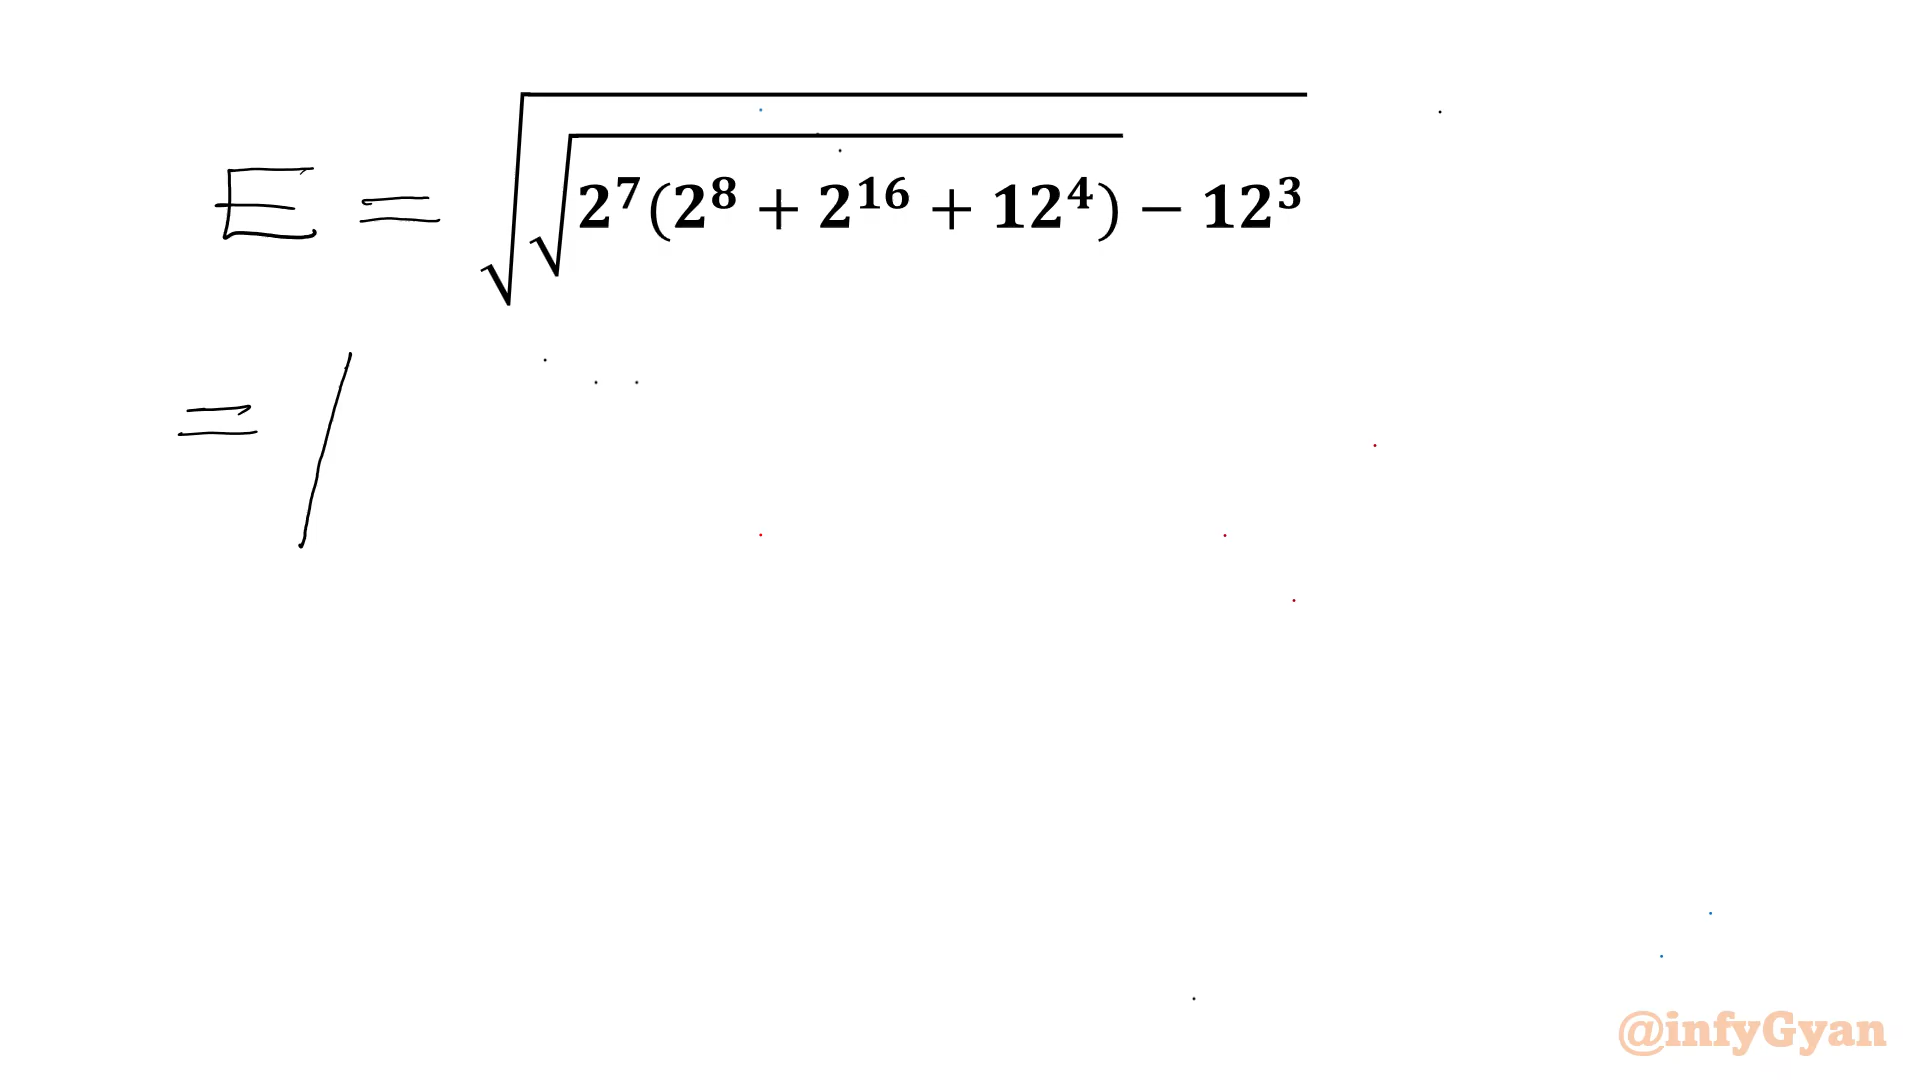 E = √(√(2⁷(2⁸ + 2¹⁶ + 12⁴)) − 12³)
= /
@infyGyan